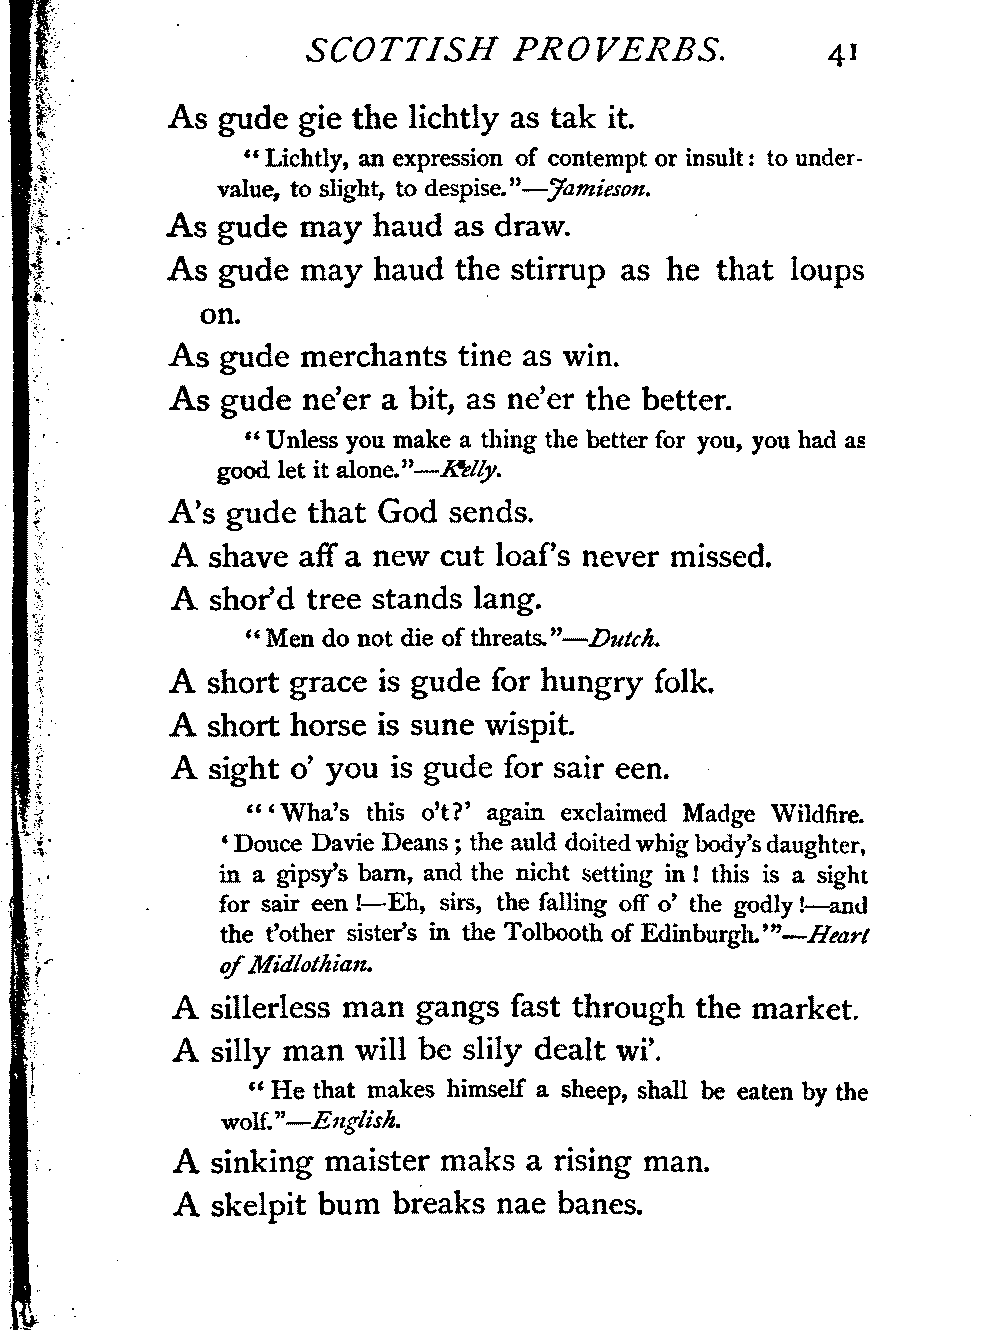 SCOTTISH PROVERBS. 41
As gude gie the lichtly as tak it.
“Lichtly, an expression of contempt or insult: to under-
value, to slight, to despise.”—Jamieson.
As gude may haud as draw.
As gude may haud the stirrup as he that loups
on.
As gude merchants tine as win.
As gude ne’er a bit, as ne’er the better.
“Unless you make a thing the better for you, you had as
good let it alone.”—Kelly.
A’s gude that God sends.
A shave aff a new cut loaf’s never missed.
A shor’d tree stands lang.
“Men do not die of threats.”—Dutch.
A short grace is gude for hungry folk.
A short horse is sune wispit.
A sight o’ you is gude for sair een.
“‘Wha’s this o’t?’ again exclaimed Madge Wildfire.
‘Douce Davie Deans; the auld doited whig body’s daughter,
in a gipsy’s barn, and the nicht setting in! this is a sight
for sair een!—Eh, sirs, the falling off o’ the godly!—and
the t’other sister’s in the Tolbooth of Edinburgh.’”—Heart
of Midlothian.
A sillerless man gangs fast through the market.
A silly man will be slily dealt wi’.
“He that makes himself a sheep, shall be eaten by the
wolf.”—English.
A sinking maister maks a rising man.
A skelpit bum breaks nae banes.